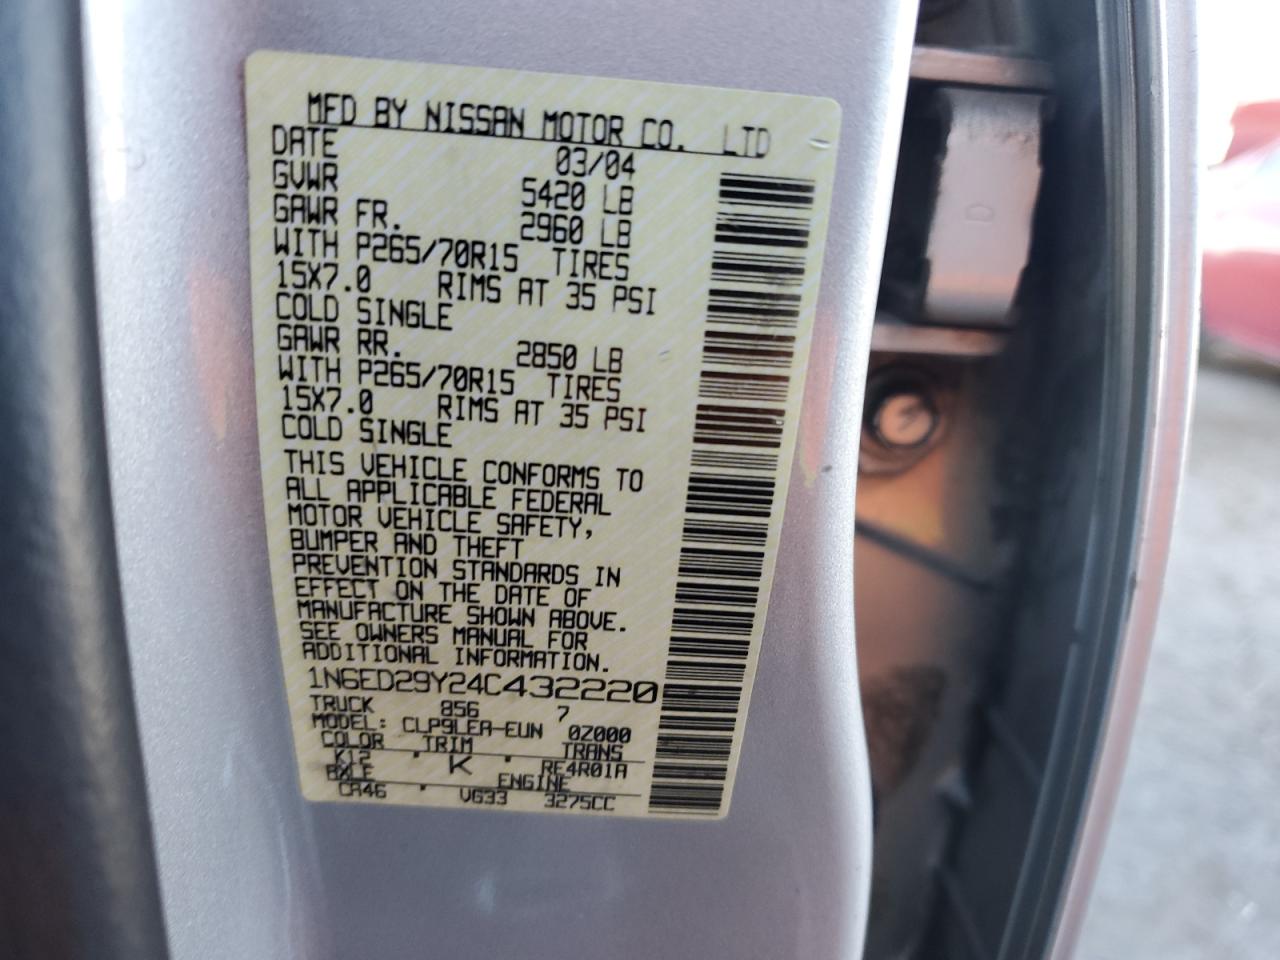 MFD BY NISSAN MOTOR CO. LTD
DATE 03/04
GVWR 5420 LB
GAWR FR. 2960 LB
WITH P265/70R15 TIRES
15X7.0 RIMS AT 35 PSI
COLD SINGLE
GAWR RR. 2850 LB
WITH P265/70R15 TIRES
15X7.0 RIMS AT 35 PSI
COLD SINGLE
THIS VEHICLE CONFORMS TO
ALL APPLICABLE FEDERAL
MOTOR VEHICLE SAFETY,
BUMPER AND THEFT
PREVENTION STANDARDS IN
EFFECT ON THE DATE OF
MANUFACTURE SHOWN ABOVE.
SEE OWNERS MANUAL FOR
ADDITIONAL INFORMATION.
1N6ED29Y24C432220
TRUCK 856 7
MODEL: CLP9LEA-EUN 0Z000
COLOR TRIM TRANS
K12 K RE4R01A
AXLE ENGINE
CA46 VG33 3275CC